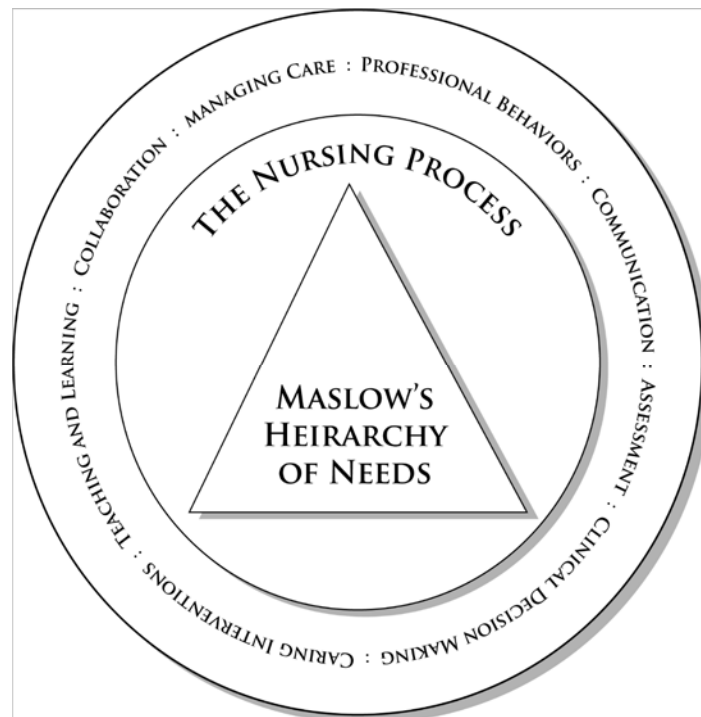 Managing Care : Professional Behaviors : Communication : Assessment : Clinical Decision Making : Caring Interventions : Teaching and Learning : Collaboration :
The Nursing Process
Maslow's
Heirarchy
of Needs